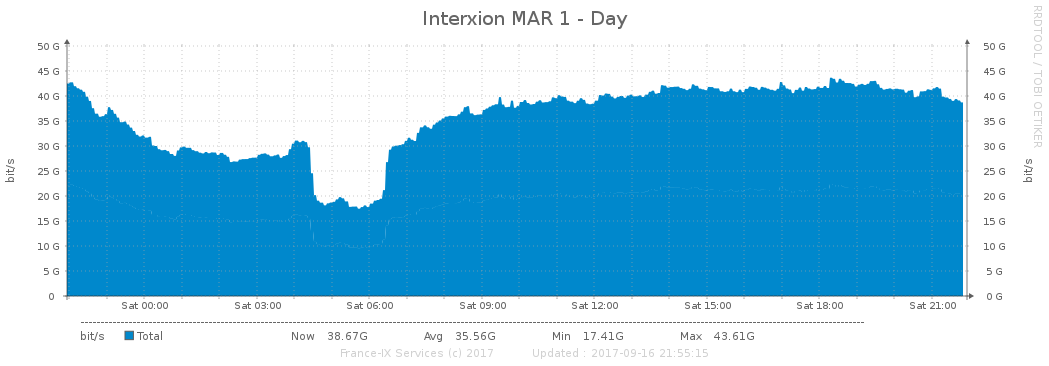 Interxion MAR 1 - Day
RRDTOOL / TOBI OETIKER
50 G 50 G
45 G 45 G
40 G 40 G
35 G 35 G
30 G 30 G
25 G 25 G
20 G 20 G
15 G 15 G
10 G 10 G
5 G 5 G
0 0 G
bit/s bit/s
Sat 00:00 Sat 03:00 Sat 06:00 Sat 09:00 Sat 12:00 Sat 15:00 Sat 18:00 Sat 21:00
bit/s Total Now 38.67G Avg 35.56G Min 17.41G Max 43.61G
France-IX Services (c) 2017 Updated : 2017-09-16 21:55:15